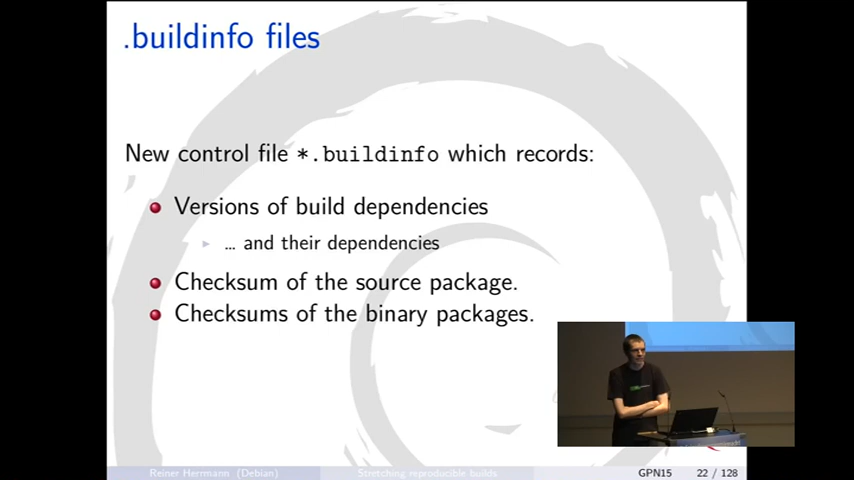 .buildinfo files
New control file *.buildinfo which records:
Versions of build dependencies
… and their dependencies
Checksum of the source package.
Checksums of the binary packages.
Reiner Herrmann (Debian) Stretching reproducible builds GPN15 22 / 128